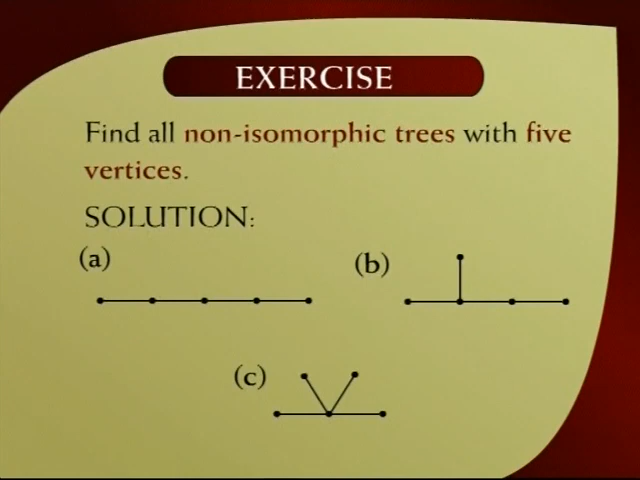 EXERCISE
Find all non-isomorphic trees with five
vertices.
SOLUTION:
(a)
(b)
(c)